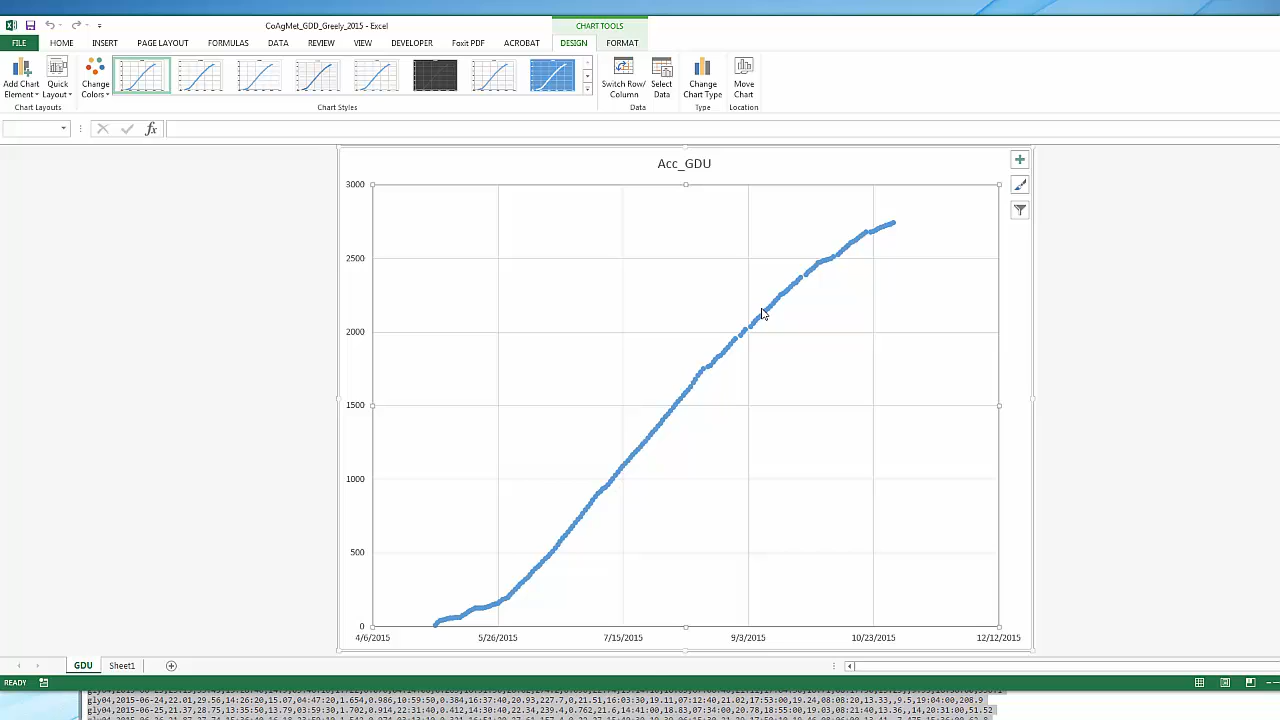 CoAgMet_GDD_Greely_2015 - Excel
CHART TOOLS
FILE HOME INSERT PAGE LAYOUT FORMULAS DATA REVIEW VIEW DEVELOPER Foxit PDF ACROBAT DESIGN FORMAT
Add Chart Element
Quick Layout
Change Colors
Switch Row/ Column
Select Data
Change Chart Type
Move Chart
Chart Layouts Chart Styles Data Type Location
fx
Acc_GDU
3000
2500
2000
1500
1000
500
0
4/6/2015 5/26/2015 7/15/2015 9/3/2015 10/23/2015 12/12/2015
GDU Sheet1
READY
gly04,2015-06-24,22.01,29.56,14:26:20,15.07,04:47:20,1.654,0.986,10:59:50,0.384,16:37:40,20.93,227.7,0,21.51,16:03:30,19.11,07:12:40,21.02,17:53:00,19.24,08:08:20,13.33,,9.5,19:04:00,208.9
gly04,2015-06-25,21.37,28.75,13:35:50,13.79,03:59:30,1.702,0.914,22:31:40,0.412,14:30:40,22.34,239.4,0.762,21.6,14:41:00,18.83,07:34:00,20.78,18:55:00,19.03,08:21:40,13.36,,14,20:31:00,51.52